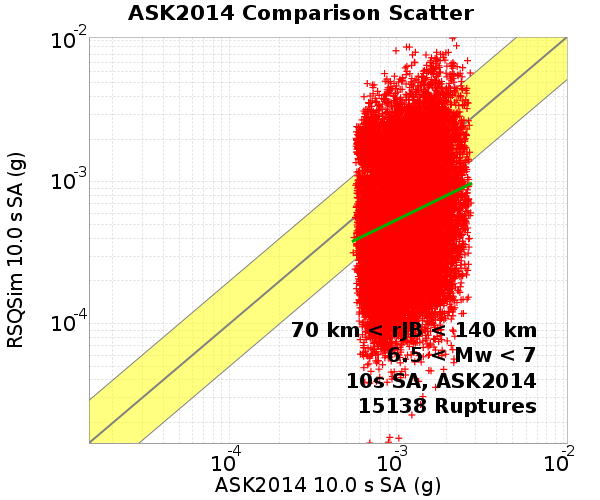 ASK2014 Comparison Scatter
RSQSim 10.0 s SA (g)
10-2
10-3
10-4
70 km < rJB < 140 km
6.5 < Mw < 7
10s SA, ASK2014
15138 Ruptures
10-4
10-3
10-2
ASK2014 10.0 s SA (g)